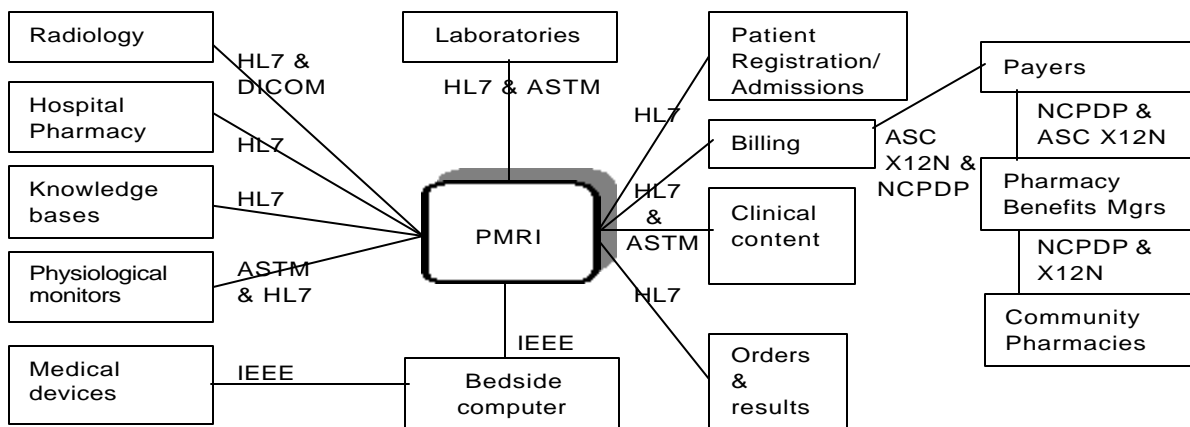 Radiology
Hospital
Pharmacy
Knowledge
bases
Physiological
monitors
Medical
devices
HL7 &
DICOM
HL7
HL7
ASTM
& HL7
IEEE
Laboratories
HL7 & ASTM
PMRI
IEEE
Bedside
computer
HL7
HL7
&
ASTM
HL7
Patient
Registration/
Admissions
Billing
Clinical
content
Orders
&
results
ASC
X12N &
NCPDP
Payers
NCPDP &
ASC X12N
Pharmacy
Benefits Mgrs
NCPDP &
X12N
Community
Pharmacies